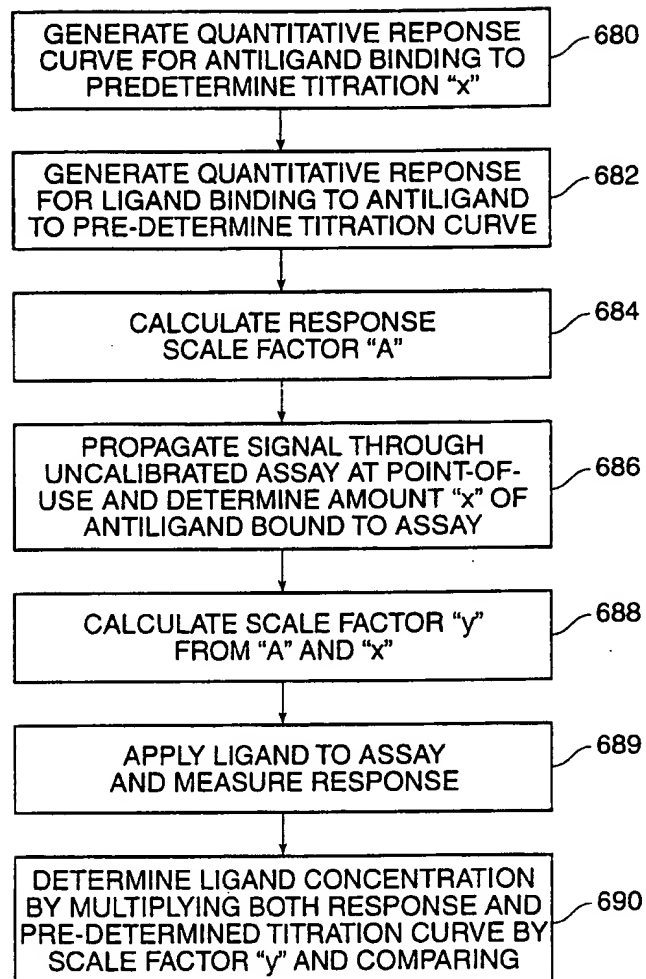 GENERATE QUANTITATIVE REPONSE
CURVE FOR ANTILIGAND BINDING TO
PREDETERMINE TITRATION “x”
680
GENERATE QUANTITATIVE REPONSE
FOR LIGAND BINDING TO ANTILIGAND
TO PRE-DETERMINE TITRATION CURVE
682
CALCULATE RESPONSE
SCALE FACTOR “A”
684
PROPAGATE SIGNAL THROUGH
UNCALIBRATED ASSAY AT POINT-OF-
USE AND DETERMINE AMOUNT “x” OF
ANTILIGAND BOUND TO ASSAY
686
CALCULATE SCALE FACTOR “y”
FROM “A” AND “x”
688
APPLY LIGAND TO ASSAY
AND MEASURE RESPONSE
689
DETERMINE LIGAND CONCENTRATION
BY MULTIPLYING BOTH RESPONSE AND
PRE-DETERMINED TITRATION CURVE BY
SCALE FACTOR “y” AND COMPARING
690